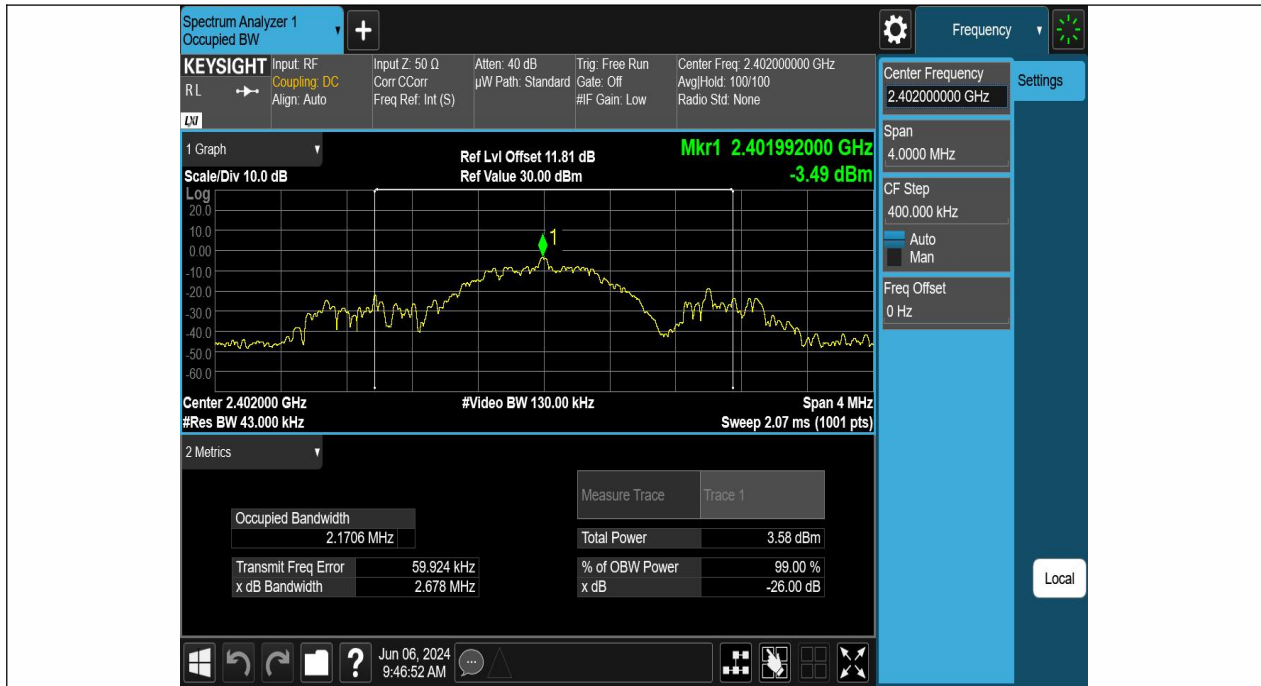 Spectrum Analyzer 1
Occupied BW
+
Frequency
KEYSIGHT
RL
LXI
Input: RF
Coupling: DC
Align: Auto
Input Z: 50 Ω
Corr CCorr
Freq Ref: Int (S)
Atten: 40 dB
µW Path: Standard
Trig: Free Run
Gate: Off
#IF Gain: Low
Center Freq: 2.402000000 GHz
Avg|Hold: 100/100
Radio Std: None
1 Graph
Scale/Div 10.0 dB
Ref Lvl Offset 11.81 dB
Ref Value 30.00 dBm
Mkr1 2.401992000 GHz
-3.49 dBm
Log
20.0
10.0
0.00
-10.0
-20.0
-30.0
-40.0
-50.0
-60.0
1
Center 2.402000 GHz
#Res BW 43.000 kHz
#Video BW 130.00 kHz
Span 4 MHz
Sweep 2.07 ms (1001 pts)
2 Metrics
Measure Trace
Trace 1
Occupied Bandwidth
2.1706 MHz
Total Power
3.58 dBm
Transmit Freq Error
59.924 kHz
% of OBW Power
99.00 %
x dB Bandwidth
2.678 MHz
x dB
-26.00 dB
Center Frequency
2.402000000 GHz
Settings
Span
4.0000 MHz
CF Step
400.000 kHz
Auto
Man
Freq Offset
0 Hz
Local
?
Jun 06, 2024
9:46:52 AM